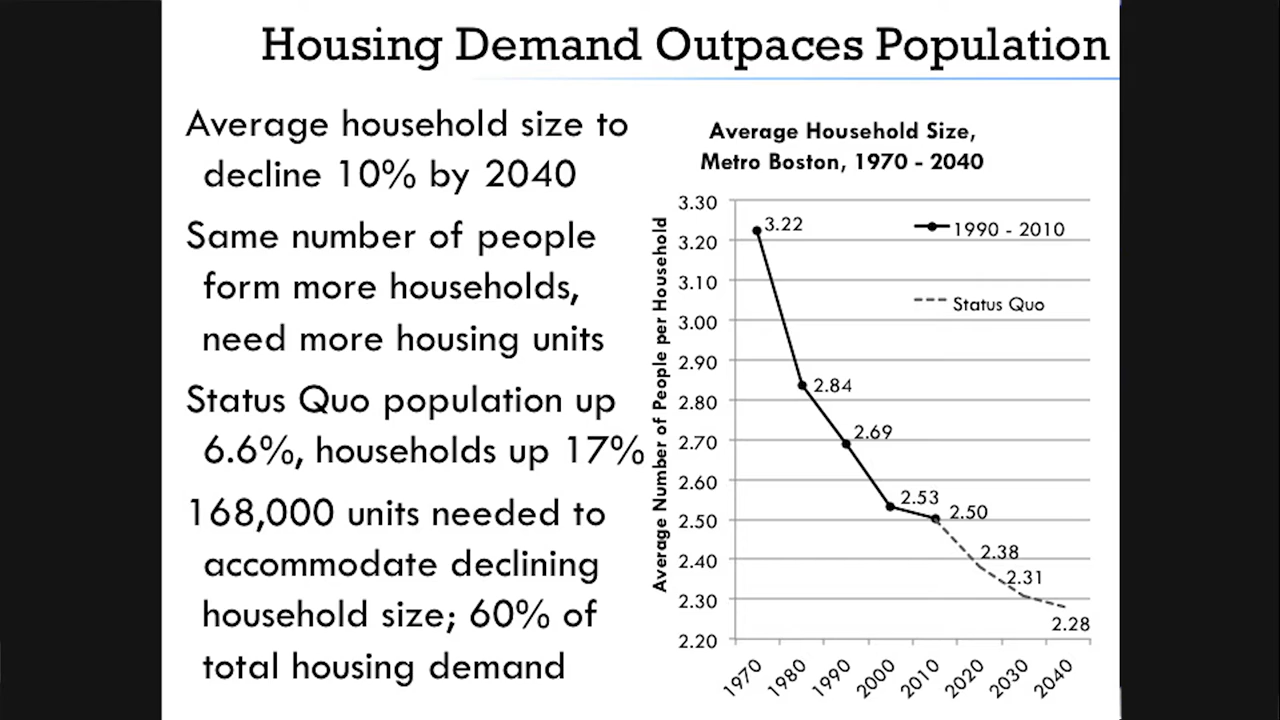 Housing Demand Outpaces Population
Average household size to
decline 10% by 2040
Same number of people
form more households,
need more housing units
Status Quo population up
6.6%, households up 17%
168,000 units needed to
accommodate declining
household size; 60% of
total housing demand
Average Household Size,
Metro Boston, 1970 - 2040
Average Number of People per Household
3.30
3.20
3.10
3.00
2.90
2.80
2.70
2.60
2.50
2.40
2.30
2.20
3.22
2.84
2.69
2.53
2.50
2.38
2.31
2.28
1990 - 2010
Status Quo
1970
1980
1990
2000
2010
2020
2030
2040